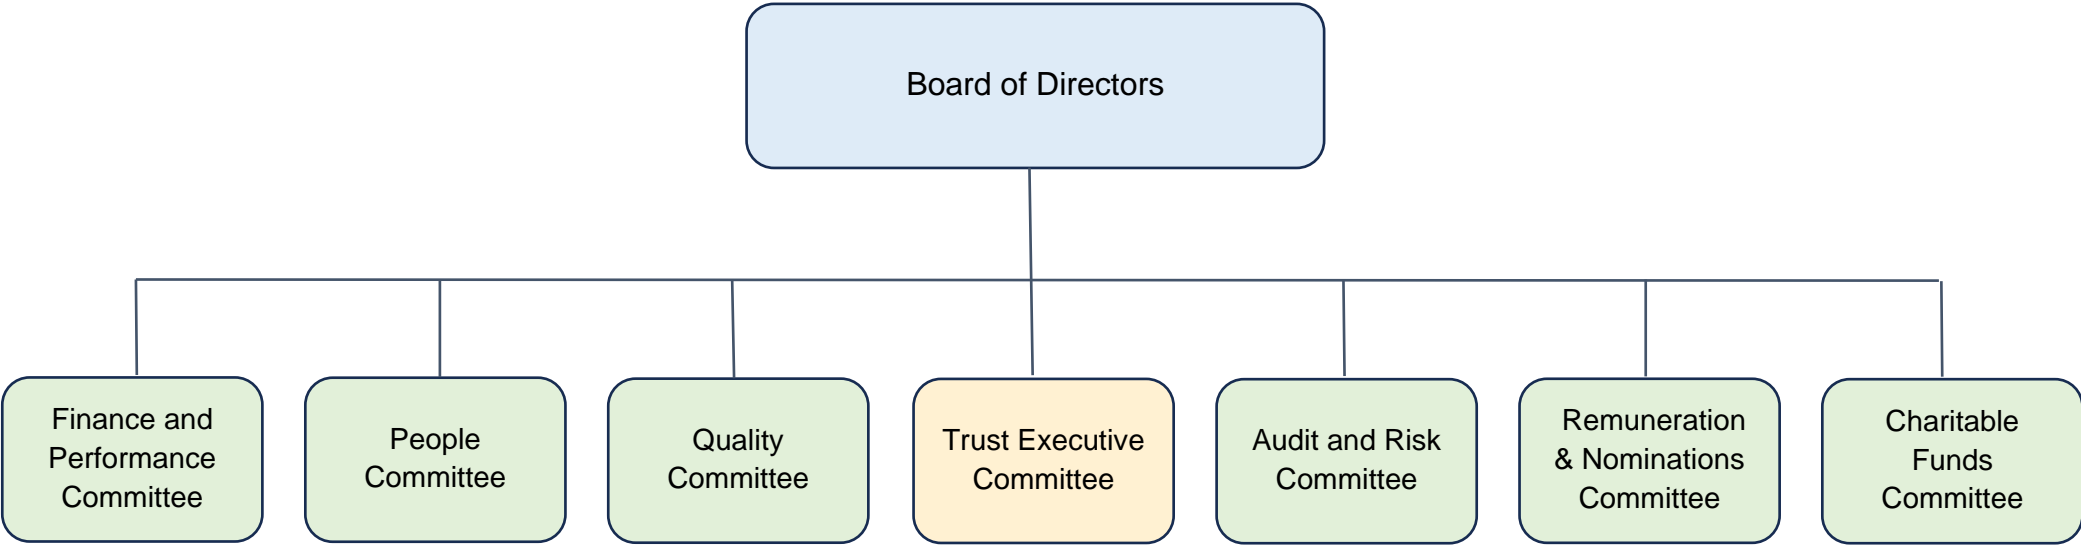 Board of Directors
Finance and
Performance
Committee
People
Committee
Quality
Committee
Trust Executive
Committee
Audit and Risk
Committee
Remuneration
& Nominations
Committee
Charitable
Funds
Committee